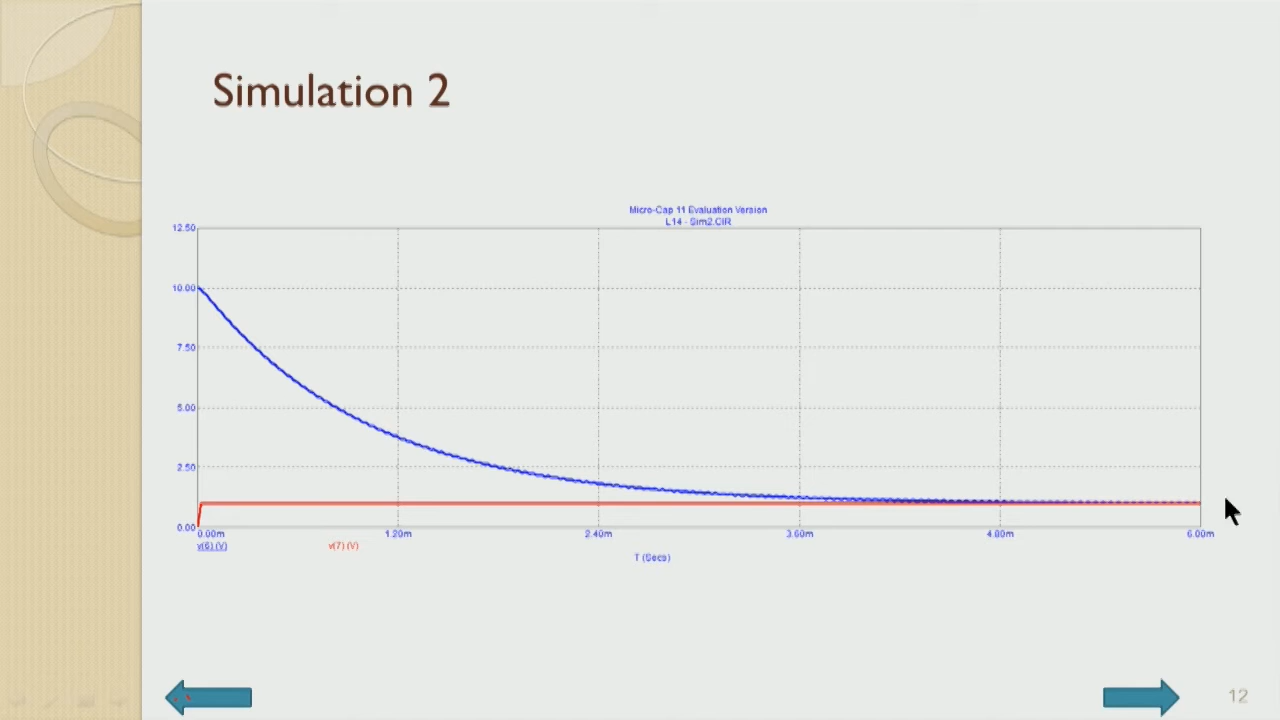 Simulation 2
Micro-Cap 11 Evaluation Version
L14 - Sim2.CIR
12.50
10.00
7.50
5.00
2.50
0.00
0.00m 1.20m 2.40m 3.60m 4.80m 6.00m
v(6) (V) v(7) (V)
T (Secs)
12